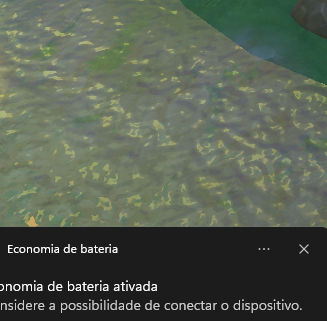 Economia de bateria
onomia de bateria ativada
nsidere a possibilidade de conectar o dispositivo.